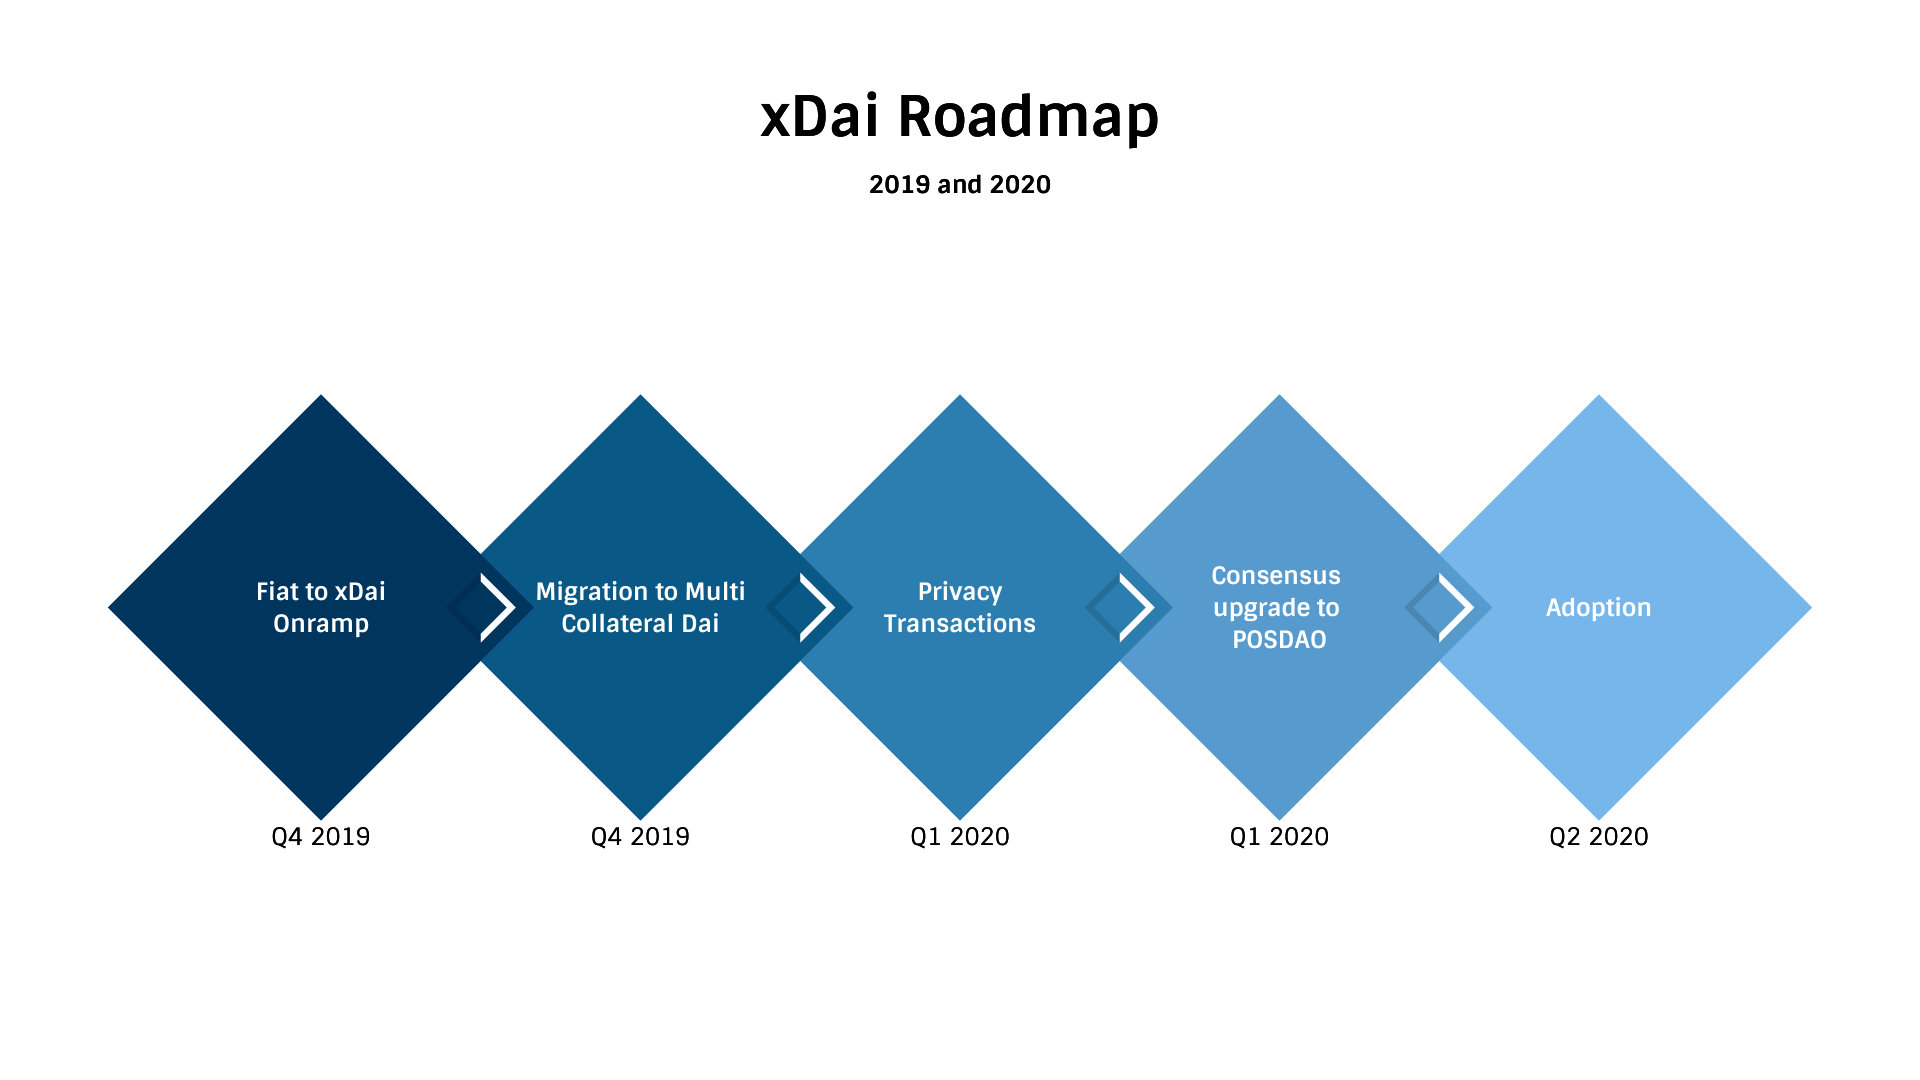 xDai Roadmap
2019 and 2020
Fiat to xDai
Onramp
Migration to Multi
Collateral Dai
Privacy
Transactions
Consensus
upgrade to
POSDAO
Adoption
Q4 2019
Q4 2019
Q1 2020
Q1 2020
Q2 2020